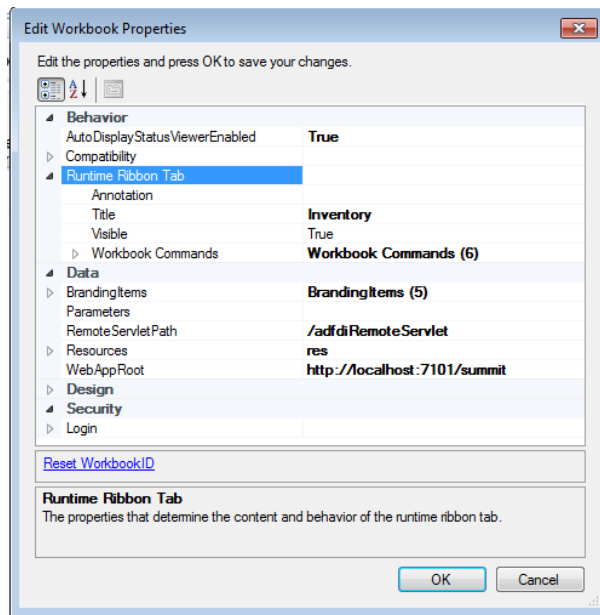 Edit Workbook Properties
Edit the properties and press OK to save your changes.
Behavior
AutoDisplayStatusViewerEnabled True
Compatibility
Runtime Ribbon Tab
Annotation
Title Inventory
Visible True
Workbook Commands Workbook Commands (6)
Data
BrandingItems BrandingItems (5)
Parameters
RemoteServletPath /adfdiRemoteServlet
Resources res
WebAppRoot http://localhost:7101/summit
Design
Security
Login
Reset WorkbookID
Runtime Ribbon Tab
The properties that determine the content and behavior of the runtime ribbon tab.
OK Cancel